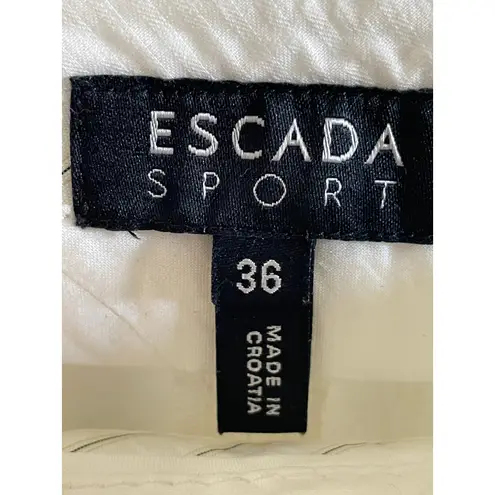 ESCADA
SPORT
36
MADE IN
CROATIA